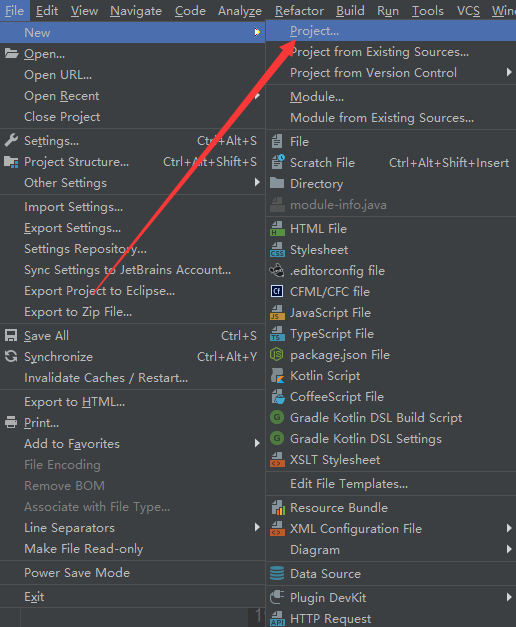 File Edit View Navigate Code Analyze Refactor Build Run Tools VCS
New
Open...
Open URL...
Open Recent
Close Project
Settings... Ctrl+Alt+S
Project Structure... Ctrl+Alt+Shift+S
Other Settings
Import Settings...
Export Settings...
Settings Repository...
Sync Settings to JetBrains Account...
Export Project to Eclipse...
Export to Zip File...
Save All Ctrl+S
Synchronize Ctrl+Alt+Y
Invalidate Caches / Restart...
Export to HTML...
Print...
Add to Favorites
File Encoding
Remove BOM
Associate with File Type...
Line Separators
Make File Read-only
Power Save Mode
Exit
Project...
Project from Existing Sources...
Project from Version Control
Module...
Module from Existing Sources...
File
Scratch File Ctrl+Alt+Shift+Insert
Directory
module-info.java
HTML File
Stylesheet
.editorconfig file
CFML/CFC file
JavaScript File
TypeScript File
package.json File
Kotlin Script
CoffeeScript File
Gradle Kotlin DSL Build Script
Gradle Kotlin DSL Settings
XSLT Stylesheet
Edit File Templates...
Resource Bundle
XML Configuration File
Diagram
Data Source
Plugin DevKit
HTTP Request